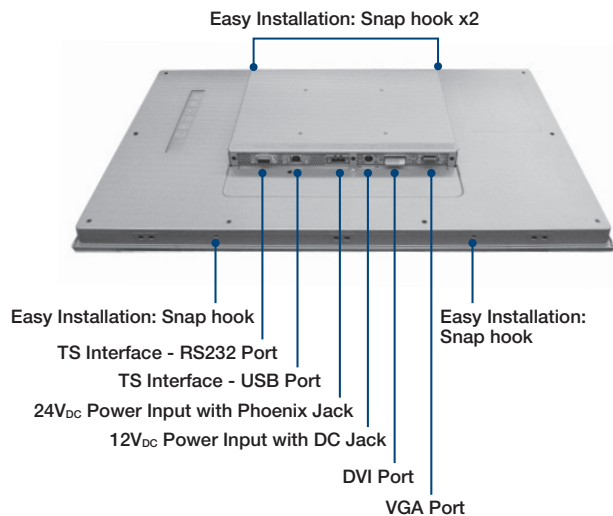 Easy Installation: Snap hook x2
Easy Installation: Snap hook
Easy Installation:
Snap hook
TS Interface - RS232 Port
TS Interface - USB Port
24VDC Power Input with Phoenix Jack
12VDC Power Input with DC Jack
DVI Port
VGA Port